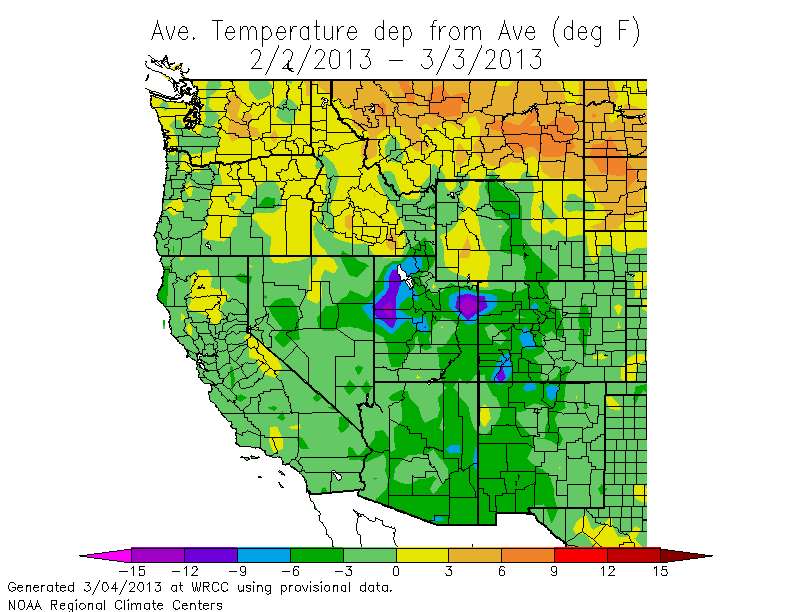 Ave. Temperature dep from Ave (deg F)
2/2/2013 - 3/3/2013
-15 -12 -9 -6 -3 0 3 6 9 12 15
Generated 3/04/2013 at WRCC using provisional data.
NOAA Regional Climate Centers